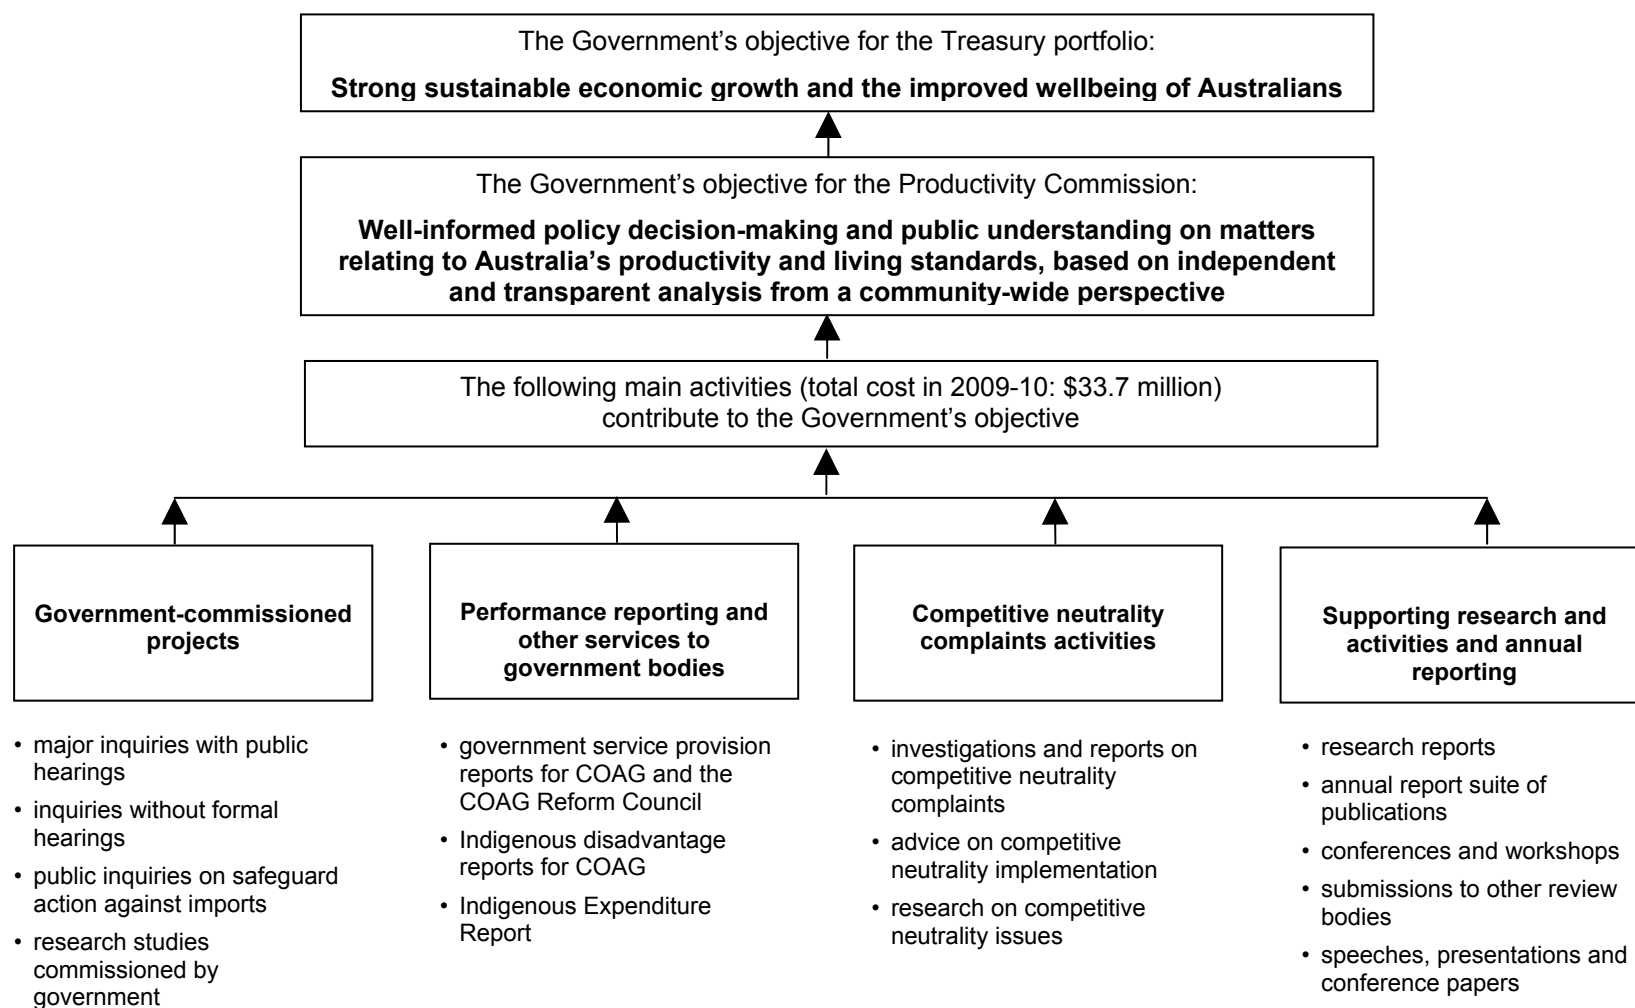 The Government’s objective for the Treasury portfolio:
Strong sustainable economic growth and the improved wellbeing of Australians
The Government’s objective for the Productivity Commission:
Well-informed policy decision-making and public understanding on matters
relating to Australia’s productivity and living standards, based on independent
and transparent analysis from a community-wide perspective
The following main activities (total cost in 2009-10: $33.7 million)
contribute to the Government’s objective
Government-commissioned
projects
• major inquiries with public
hearings
• inquiries without formal
hearings
• public inquiries on safeguard
action against imports
• research studies
commissioned by
government
Performance reporting and
other services to
government bodies
• government service provision
reports for COAG and the
COAG Reform Council
• Indigenous disadvantage
reports for COAG
• Indigenous Expenditure
Report
Competitive neutrality
complaints activities
• investigations and reports on
competitive neutrality
complaints
• advice on competitive
neutrality implementation
• research on competitive
neutrality issues
Supporting research and
activities and annual
reporting
• research reports
• annual report suite of
publications
• conferences and workshops
• submissions to other review
bodies
• speeches, presentations and
conference papers